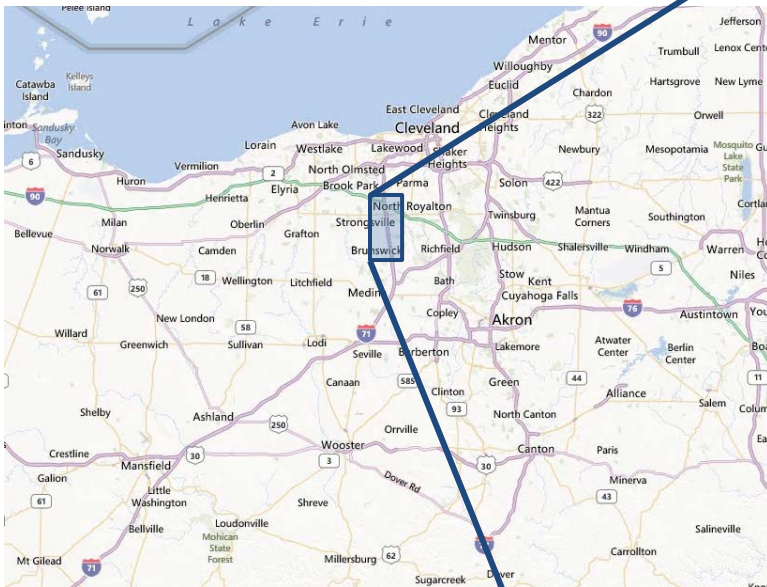 Pelee Island
Lake Erie
Jefferson
90
Mentor
Trumbull
Lenox
Willoughby
Kelleys
Island
Euclid
Hartsgrove
New Lyme
Catawba
Island
Chardon
East Cleveland
322
Orwell
Sandusky
Bay
Avon Lake
Cleveland
Cleveland
Heights
6
Sandusky
Lorain
Westlake
Lakewood
Shaker
Heights
Newbury
Mesopotamia
Mosquito
Lake
State
Park
Vermilion
North Olmsted
2
Huron
Elyria
Brook Park
Parma
Solon
422
90
Henrietta
North Royalton
Milan
Oberlin
Strongsville
Twinsburg
Mantua
Corners
Southington
Bellevue
Grafton
Norwalk
Camden
Brunswick
Richfield
Hudson
Shalersville
Windham
Warren
18
Wellington
Litchfield
Bath
Stow
Kent
5
Niles
61
250
Medin
Cuyahoga Falls
New London
Copley
Akron
76
Austintown
Willard
58
71
Greenwich
Sullivan
Lodi
Seville
Barberton
Lakemore
Atwater
Center
Berlin
Center
Canaan
585
Clinton
Green
44
11
Shelby
93
Alliance
Salem
Ashland
North Canton
250
Orrville
Crestline
30
Wooster
Canton
Paris
Mansfield
3
30
Galion
Little
Washington
Dover Rd
Minerva
61
Shreve
43
Bellville
Loudonville
Salineville
Mohican
State
Forest
Mt Gilead
71
Millersburg
62
Carrollton
Sugarcreek
Dover